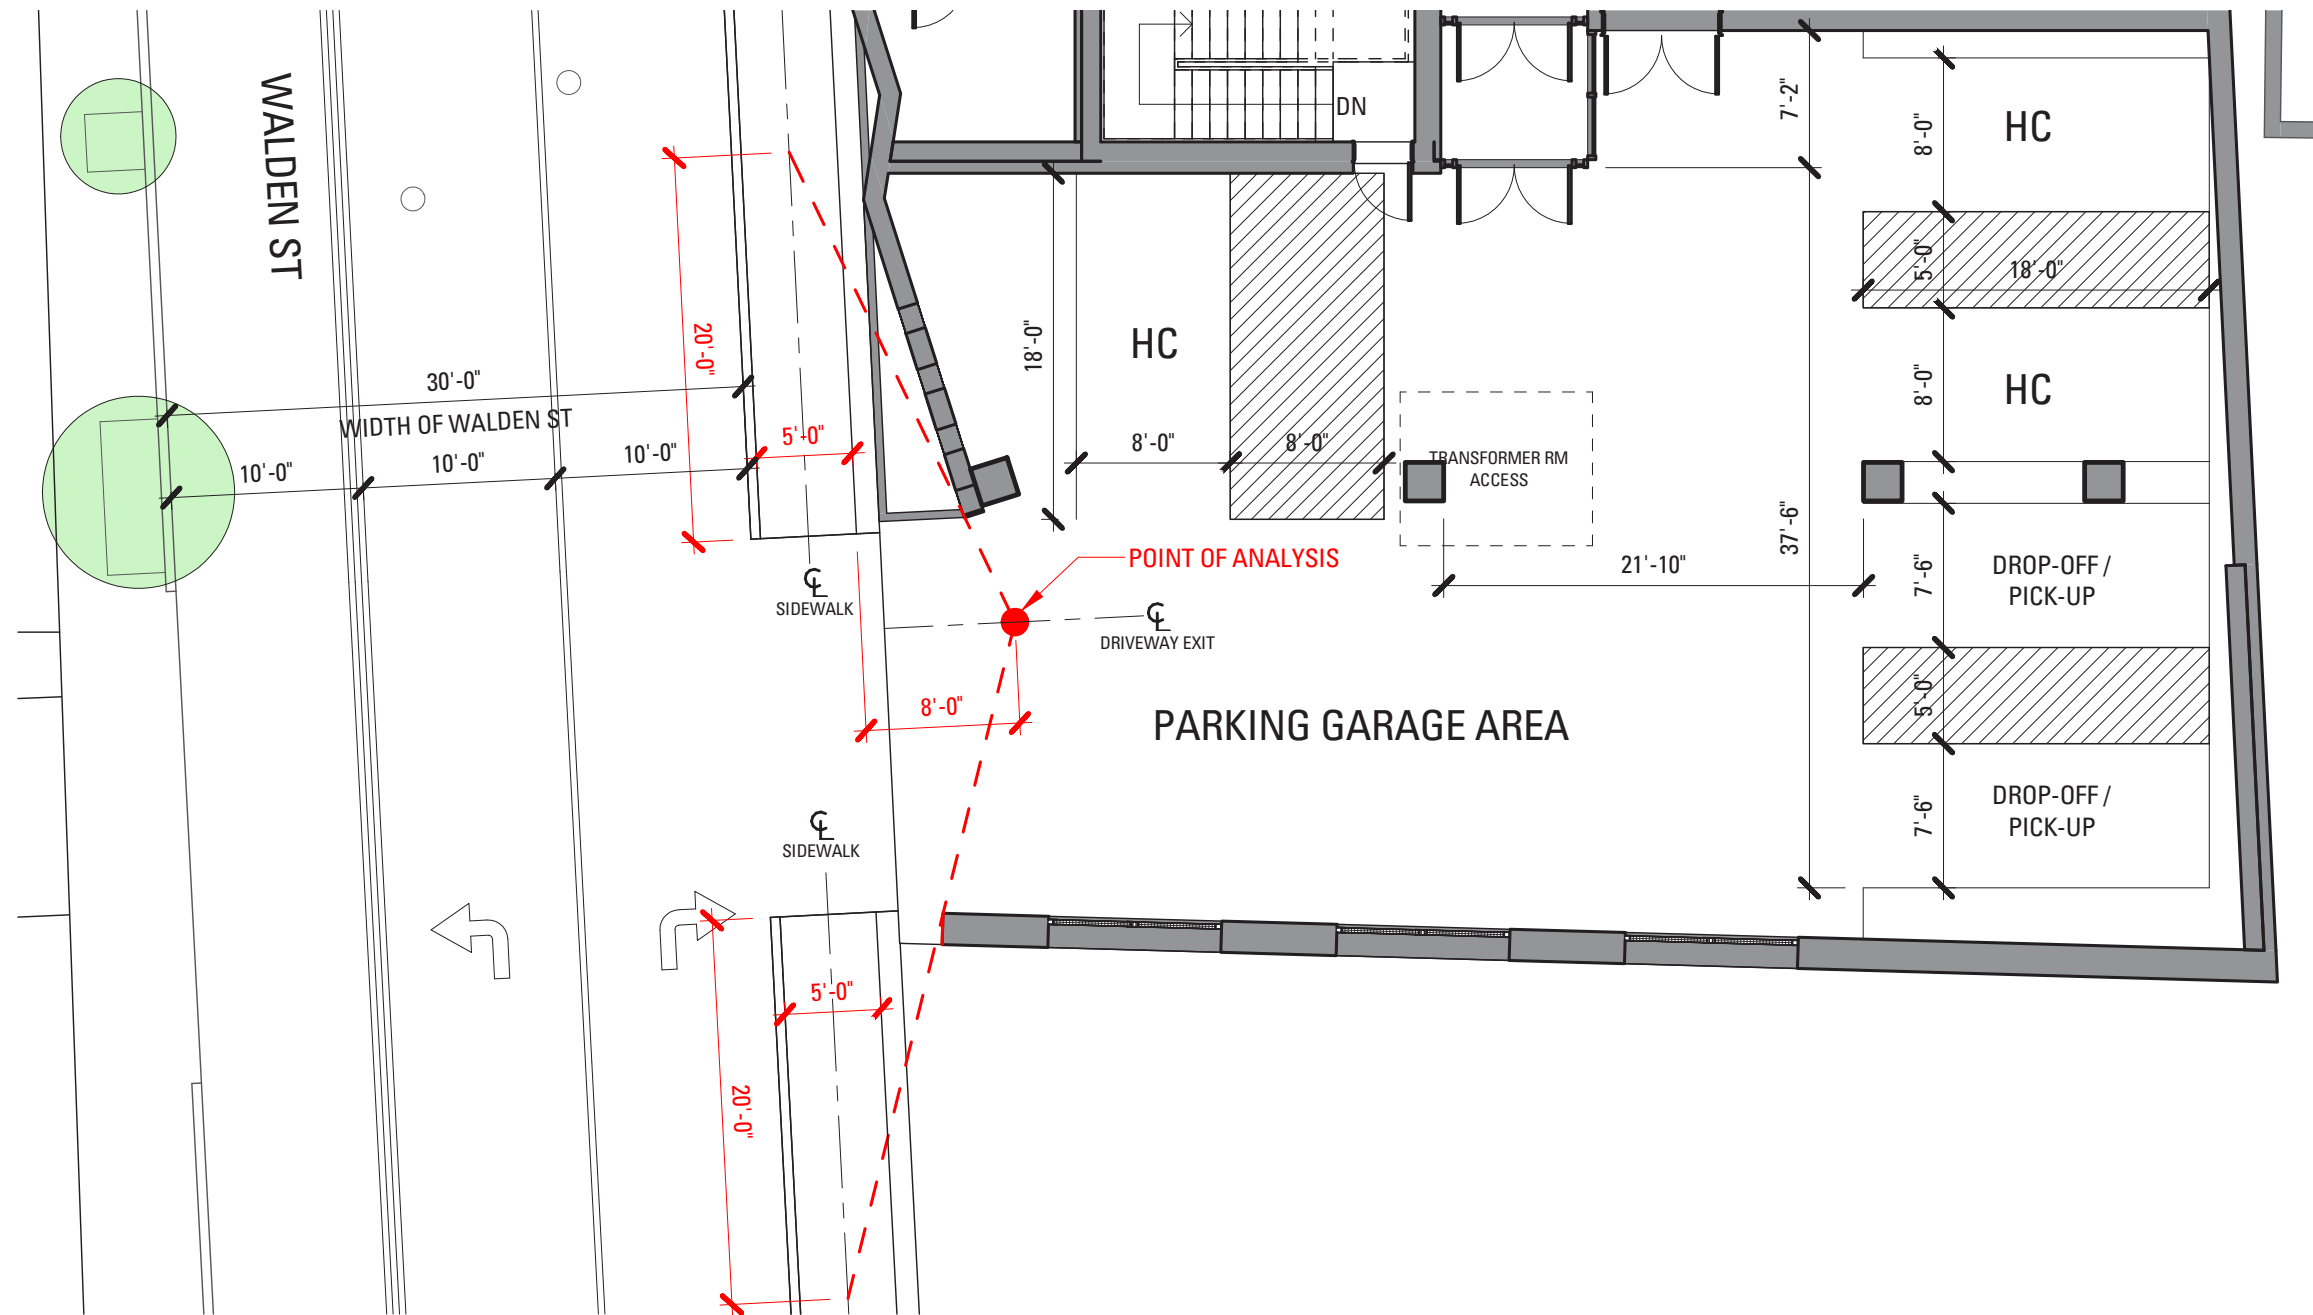 WALDEN ST
DN
7'-2"
8'-0"
HC
5'-0"
18'-0"
20'-0"
18'-0"
HC
8'-0"
HC
30'-0"
WIDTH OF WALDEN ST
10'-0"
10'-0"
10'-0"
5'-0"
8'-0"
8'-0"
TRANSFORMER RM
ACCESS
37'-6"
21'-10"
POINT OF ANALYSIS
7'-6"
DROP-OFF /
PICK-UP
℄
SIDEWALK
℄
DRIVEWAY EXIT
8'-0"
PARKING GARAGE AREA
5'-0"
℄
SIDEWALK
7'-6"
DROP-OFF /
PICK-UP
5'-0"
20'-0"